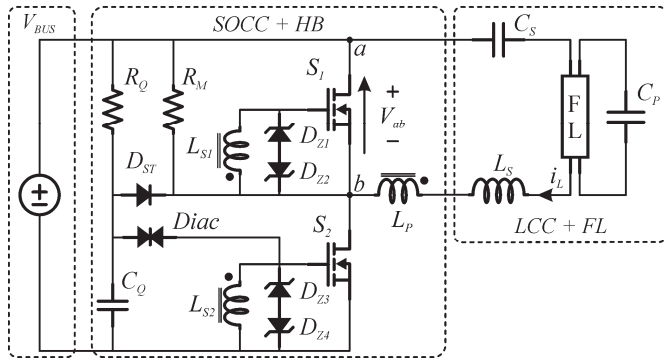 V_BUS
SOCC + HB
a
C_S
R_Q
R_M
S_1
+
V_ab
−
FL
C_P
L_S1
D_Z1
D_Z2
D_ST
b
L_P
L_S
i_L
LCC + FL
Diac
S_2
C_Q
L_S2
D_Z3
D_Z4